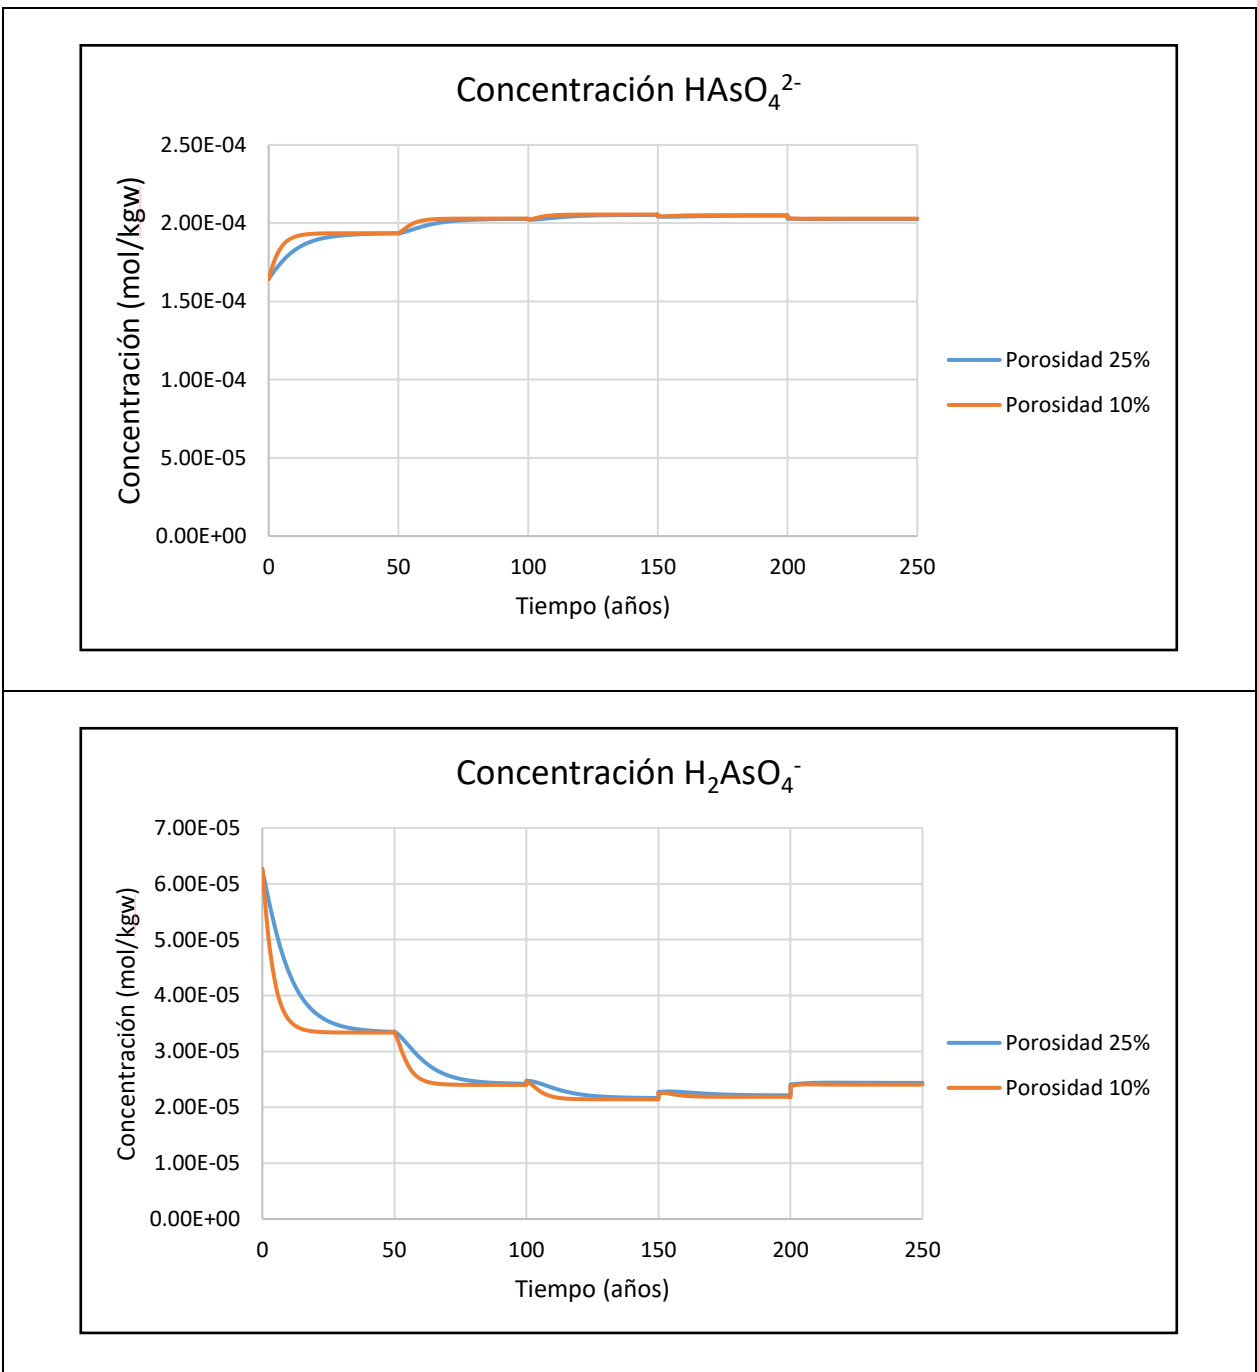 Concentración HAsO₄²⁻
Concentración (mol/kgw)
2.50E-04
2.00E-04
1.50E-04
1.00E-04
5.00E-05
0.00E+00
0 50 100 150 200 250
Tiempo (años)
Porosidad 25%
Porosidad 10%
Concentración H₂AsO₄⁻
Concentración (mol/kgw)
7.00E-05
6.00E-05
5.00E-05
4.00E-05
3.00E-05
2.00E-05
1.00E-05
0.00E+00
0 50 100 150 200 250
Tiempo (años)
Porosidad 25%
Porosidad 10%